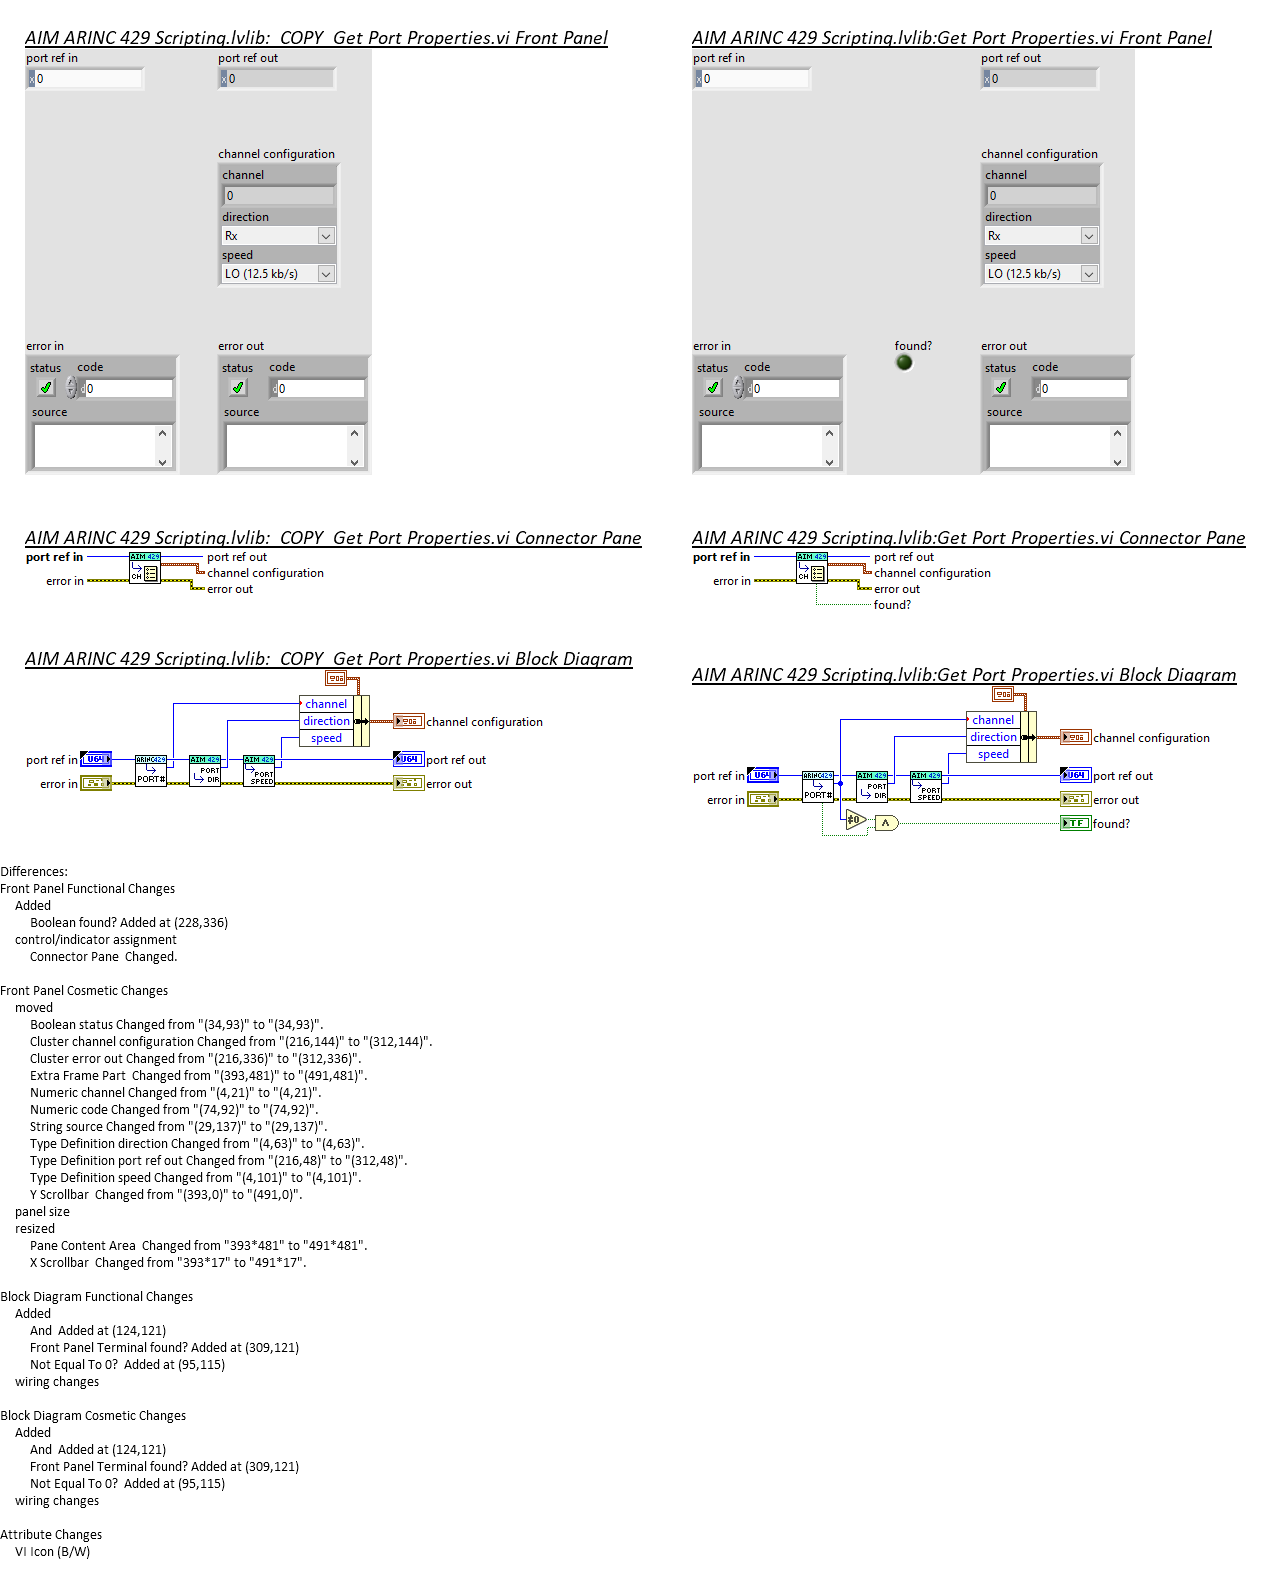 AIM ARINC 429 Scripting.lvlib:_COPY_Get Port Properties.vi Front Panel
port ref in
port ref out
x 0
x 0
channel configuration
channel
0
direction
Rx
speed
LO (12.5 kb/s)
error in
error out
status code
status code
d 0
d 0
source
source
AIM ARINC 429 Scripting.lvlib:Get Port Properties.vi Front Panel
port ref in
port ref out
x 0
x 0
channel configuration
channel
0
direction
Rx
speed
LO (12.5 kb/s)
error in
found?
error out
status code
status code
d 0
d 0
source
source
AIM ARINC 429 Scripting.lvlib:_COPY_Get Port Properties.vi Connector Pane
port ref in
AIM 429
CH
port ref out
channel configuration
error in
error out
AIM ARINC 429 Scripting.lvlib:Get Port Properties.vi Connector Pane
port ref in
AIM 429
CH
port ref out
channel configuration
error in
error out
found?
AIM ARINC 429 Scripting.lvlib:_COPY_Get Port Properties.vi Block Diagram
channel
direction
speed
channel configuration
port ref in
U64
ARINC429
PORT#
AIM 429
PORT
DIR
AIM 429
PORT
SPEED
U64
port ref out
error in
error out
AIM ARINC 429 Scripting.lvlib:Get Port Properties.vi Block Diagram
channel
direction
speed
channel configuration
port ref in
U64
ARINC429
PORT#
AIM 429
PORT
DIR
AIM 429
PORT
SPEED
U64
port ref out
error in
error out
≠0
∧
TF
found?
Differences:
Front Panel Functional Changes
Added
Boolean found? Added at (228,336)
control/indicator assignment
Connector Pane  Changed.
Front Panel Cosmetic Changes
moved
Boolean status Changed from "(34,93)" to "(34,93)".
Cluster channel configuration Changed from "(216,144)" to "(312,144)".
Cluster error out Changed from "(216,336)" to "(312,336)".
Extra Frame Part  Changed from "(393,481)" to "(491,481)".
Numeric channel Changed from "(4,21)" to "(4,21)".
Numeric code Changed from "(74,92)" to "(74,92)".
String source Changed from "(29,137)" to "(29,137)".
Type Definition direction Changed from "(4,63)" to "(4,63)".
Type Definition port ref out Changed from "(216,48)" to "(312,48)".
Type Definition speed Changed from "(4,101)" to "(4,101)".
Y Scrollbar  Changed from "(393,0)" to "(491,0)".
panel size
resized
Pane Content Area  Changed from "393*481" to "491*481".
X Scrollbar  Changed from "393*17" to "491*17".
Block Diagram Functional Changes
Added
And  Added at (124,121)
Front Panel Terminal found? Added at (309,121)
Not Equal To 0?  Added at (95,115)
wiring changes
Block Diagram Cosmetic Changes
Added
And  Added at (124,121)
Front Panel Terminal found? Added at (309,121)
Not Equal To 0?  Added at (95,115)
wiring changes
Attribute Changes
VI Icon (B/W)